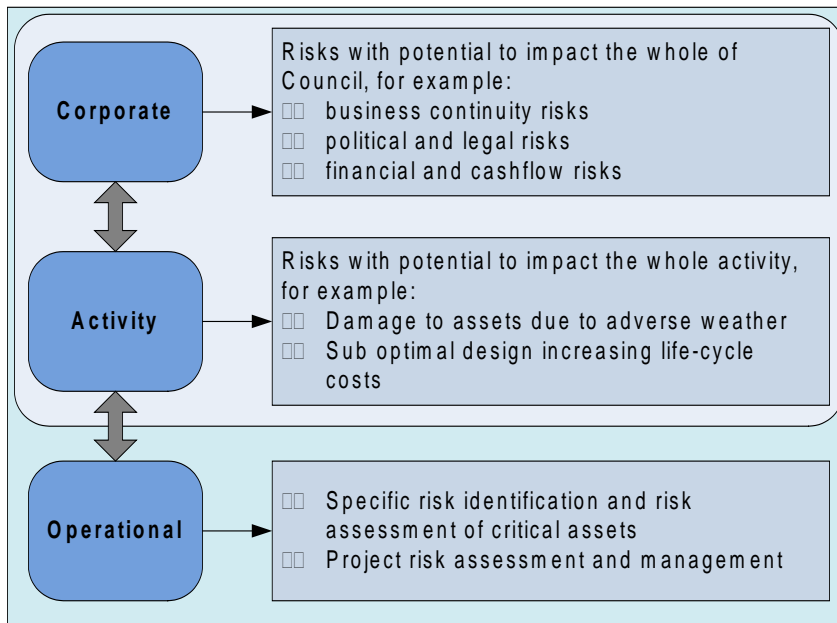 Corporate
Risks with potential to impact the whole of
Council, for example:
business continuity risks
political and legal risks
financial and cashflow risks
Activity
Risks with potential to impact the whole activity,
for example:
Damage to assets due to adverse weather
Sub optimal design increasing life-cycle
costs
Operational
Specific risk identification and risk
assessment of critical assets
Project risk assessment and management